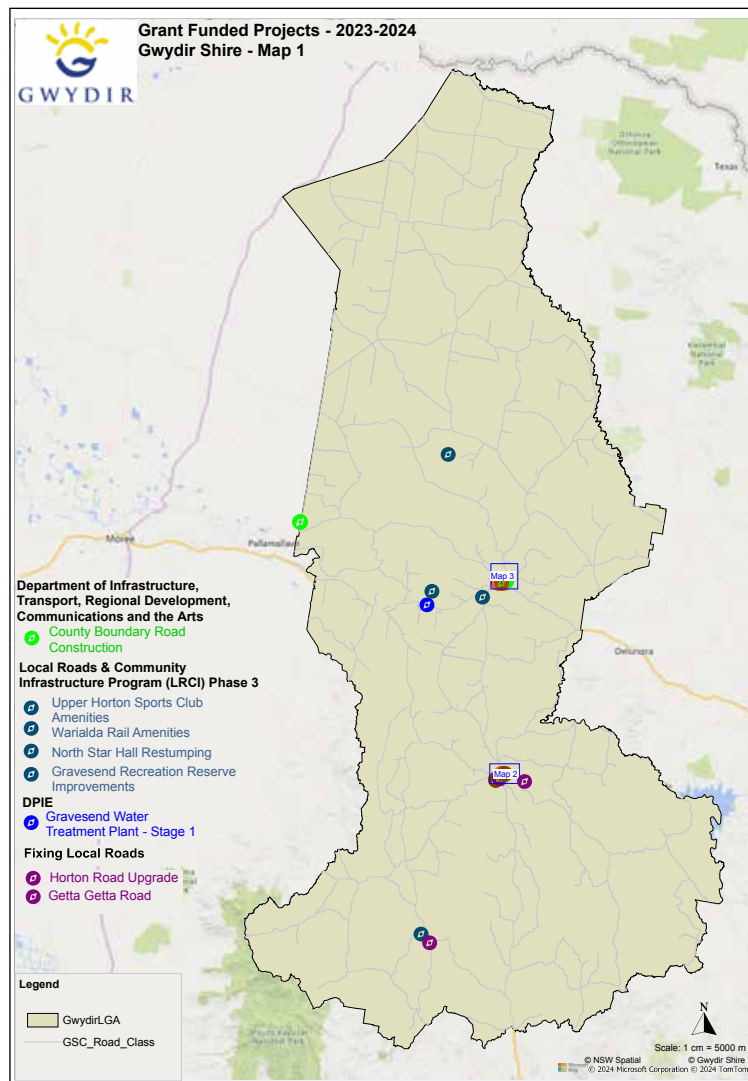 Grant Funded Projects - 2023-2024
Gwydir Shire - Map 1
GWYDIR
Texas
National Park
National
Park
Moree
Pallamallawa
Map 3
Delungra
Map 2
Department of Infrastructure,
Transport, Regional Development,
Communications and the Arts
County Boundary Road
Construction
Local Roads & Community
Infrastructure Program (LRCI) Phase 3
Upper Horton Sports Club
Amenities
Warialda Rail Amenities
North Star Hall Restumping
Gravesend Recreation Reserve
Improvements
DPIE
Gravesend Water
Treatment Plant - Stage 1
Fixing Local Roads
Horton Road Upgrade
Getta Getta Road
Legend
GwydirLGA
GSC_Road_Class
N
Scale: 1 cm = 5000 m
© NSW Spatial © Gwydir Shire
© 2024 Microsoft Corporation © 2024 TomTom